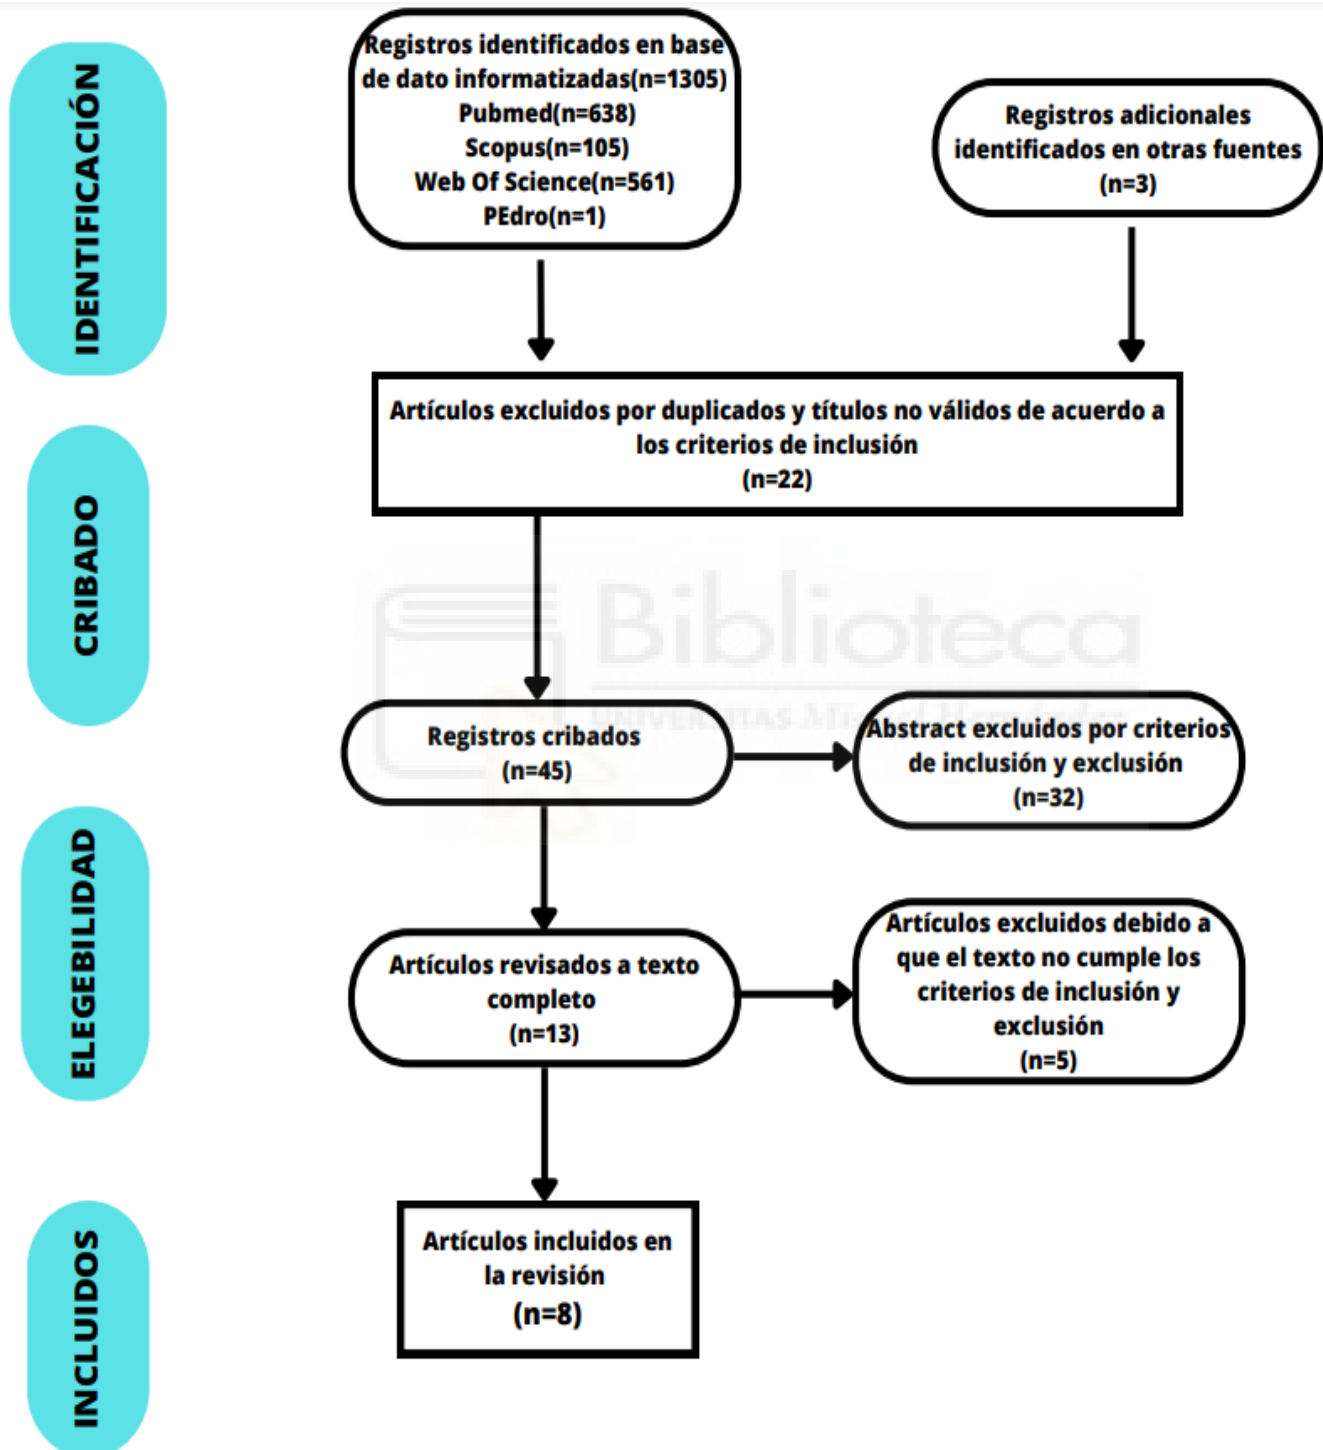 IDENTIFICACIÓN
Registros identificados en base
de dato informatizadas(n=1305)
Pubmed(n=638)
Scopus(n=105)
Web Of Science(n=561)
PEdro(n=1)
Registros adicionales
identificados en otras fuentes
(n=3)
Artículos excluidos por duplicados y títulos no válidos de acuerdo a
los criterios de inclusión
(n=22)
CRIBADO
Biblioteca
UNIVERSITAS Miguel Hernández
Registros cribados
(n=45)
Abstract excluidos por criterios
de inclusión y exclusión
(n=32)
ELEGEBILIDAD
Artículos revisados a texto
completo
(n=13)
Artículos excluidos debido a
que el texto no cumple los
criterios de inclusión y
exclusión
(n=5)
INCLUIDOS
Artículos incluidos en
la revisión
(n=8)